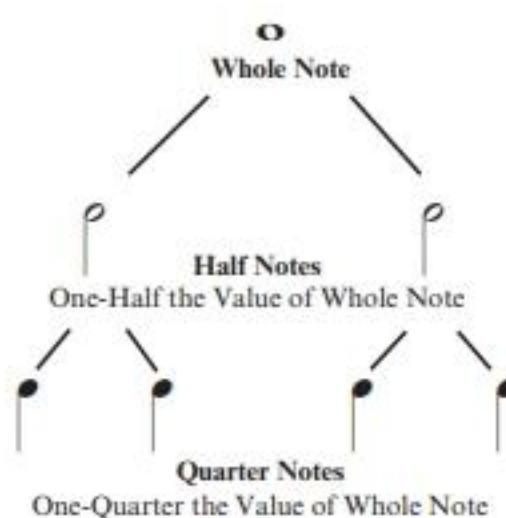 Whole Note
Half Notes
One-Half the Value of Whole Note
Quarter Notes
One-Quarter the Value of Whole Note